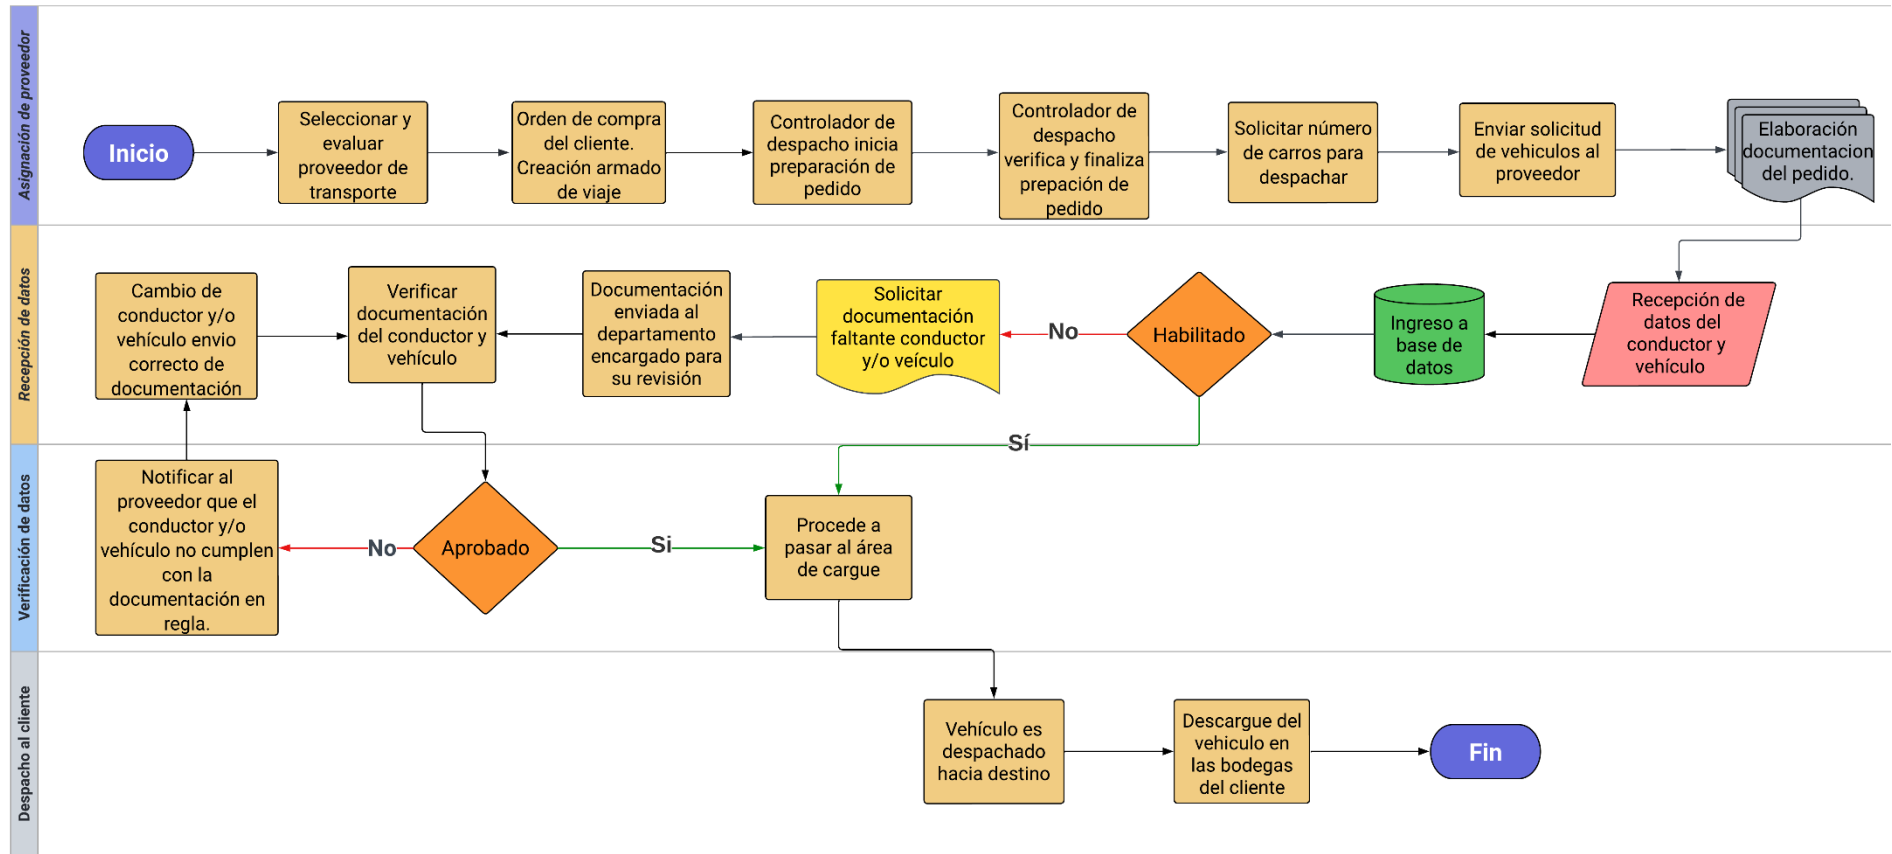 Asignación de proveedor
Inicio
Seleccionar y
evaluar
proveedor de
transporte
Orden de compra
del cliente.
Creación armado
de viaje
Controlador de
despacho inicia
preparación de
pedido
Controlador de
despacho
verifica y finaliza
prepación de
pedido
Solicitar número
de carros para
despachar
Enviar solicitud
de vehiculos al
proveedor
Elaboración
documentacion
del pedido.
Recepción de datos
Cambio de
conductor y/o
vehículo envio
correcto de
documentación
Verificar
documentación
del conductor y
vehículo
Documentación
enviada al
departamento
encargado para
su revisión
Solicitar
documentación
faltante conductor
y/o veículo
No
Habilitado
Ingreso a
base de
datos
Recepción de
datos del
conductor y
vehículo
Sí
Verificación de datos
Notificar al
proveedor que el
conductor y/o
vehículo no cumplen
con la
documentación en
regla.
No
Aprobado
Si
Procede a
pasar al área
de cargue
Despacho al cliente
Vehículo es
despachado
hacia destino
Descargue del
vehiculo en
las bodegas
del cliente
Fin